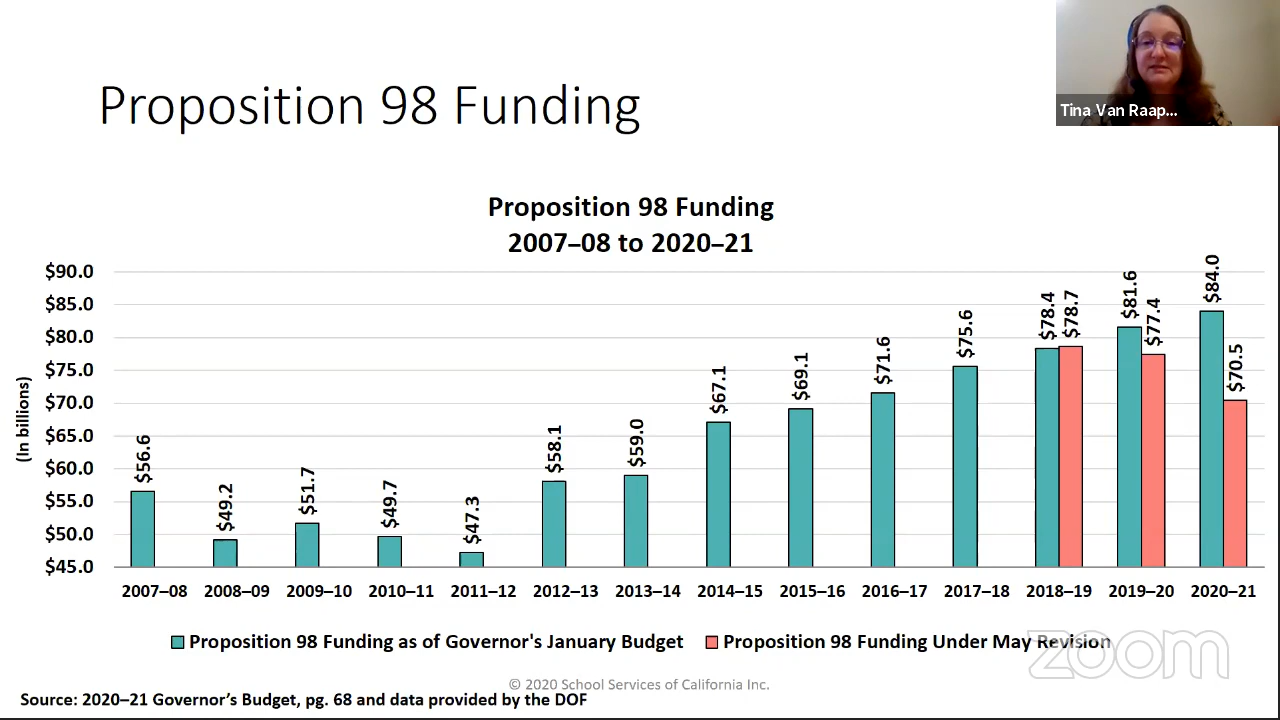 Tina Van Raap...
Proposition 98 Funding
Proposition 98 Funding
2007–08 to 2020–21
(In billions)
$90.0
$85.0
$80.0
$75.0
$70.0
$65.0
$60.0
$55.0
$50.0
$45.0
$56.6
$49.2
$51.7
$49.7
$47.3
$58.1
$59.0
$67.1
$69.1
$71.6
$75.6
$78.4
$78.7
$81.6
$77.4
$84.0
$70.5
2007–08 2008–09 2009–10 2010–11 2011–12 2012–13 2013–14 2014–15 2015–16 2016–17 2017–18 2018–19 2019–20 2020–21
Proposition 98 Funding as of Governor's January Budget Proposition 98 Funding Under May Revision
zoom
© 2020 School Services of California Inc.
Source: 2020–21 Governor's Budget, pg. 68 and data provided by the DOF